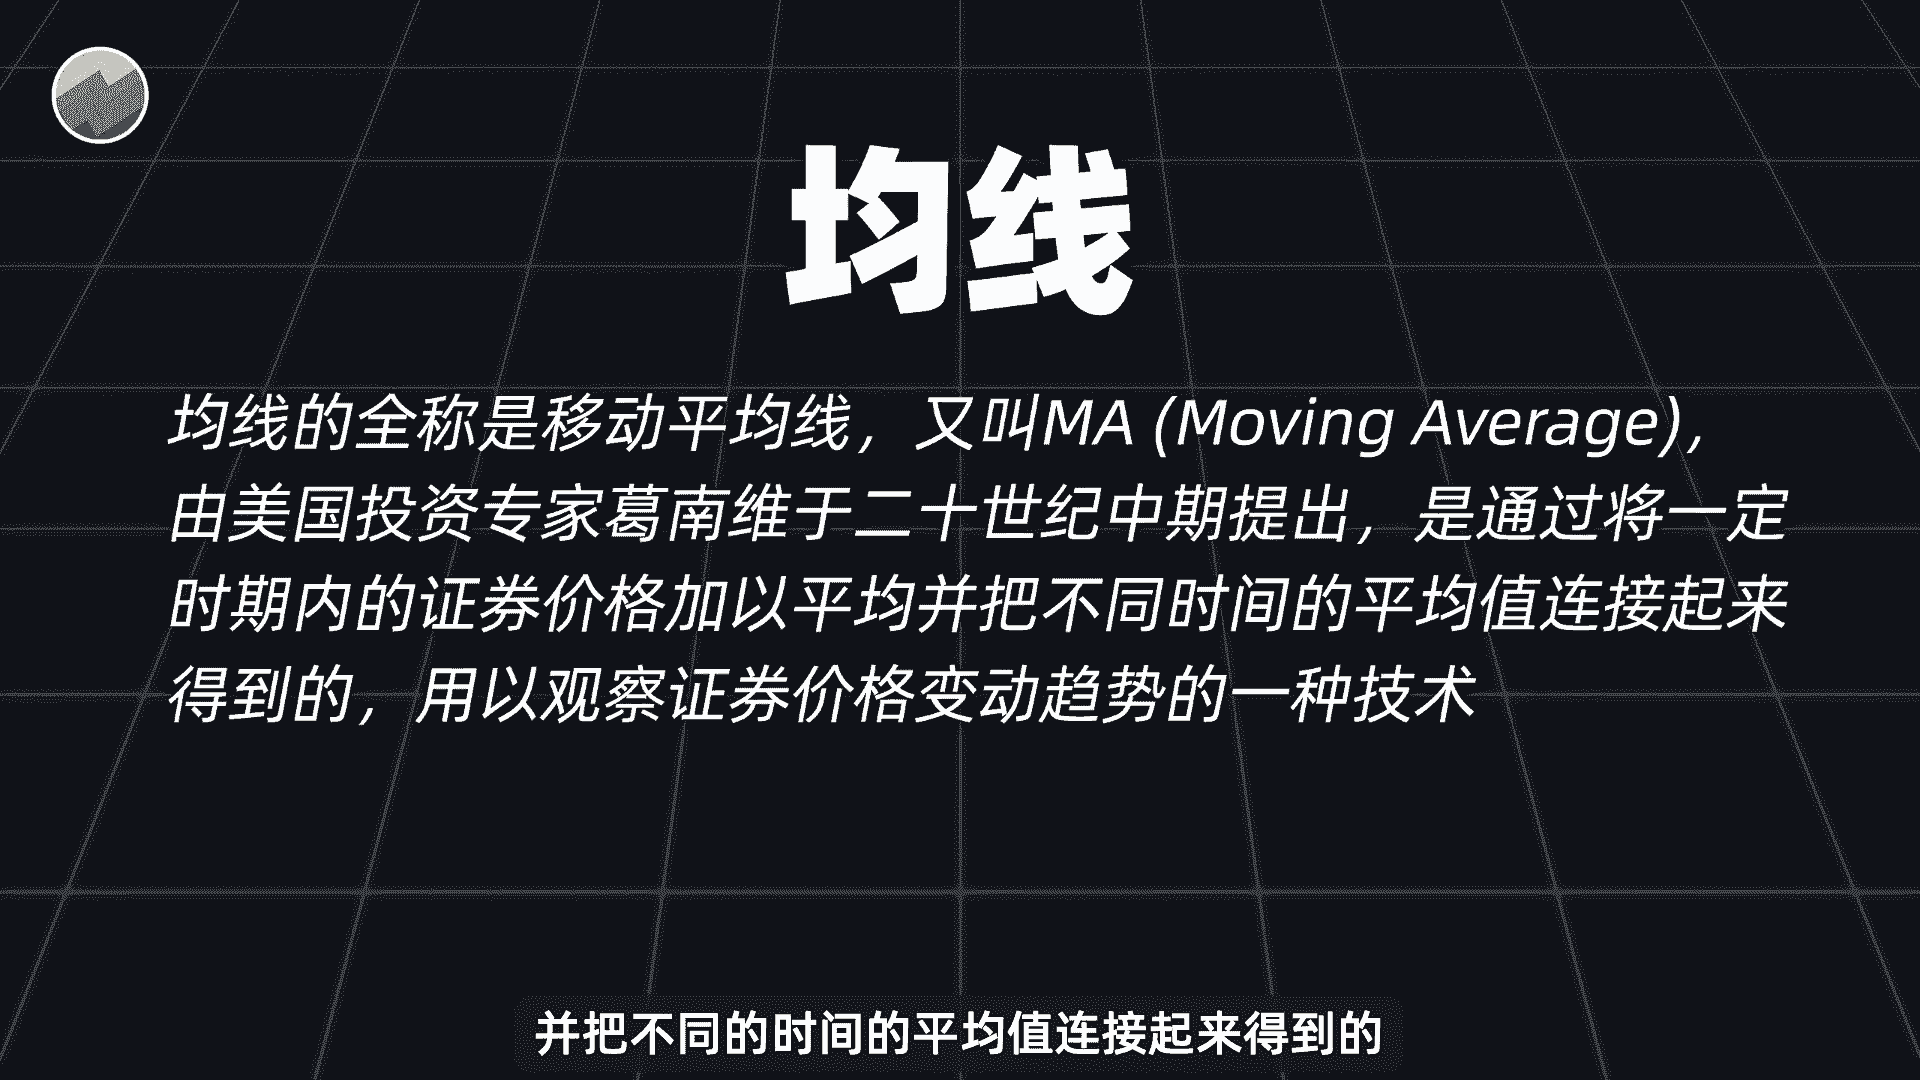 均线
均线的全称是移动平均线，又叫MA (Moving Average)，
由美国投资专家葛南维于二十世纪中期提出，是通过将一定
时期内的证券价格加以平均并把不同时间的平均值连接起来
得到的，用以观察证券价格变动趋势的一种技术
并把不同的时间的平均值连接起来得到的